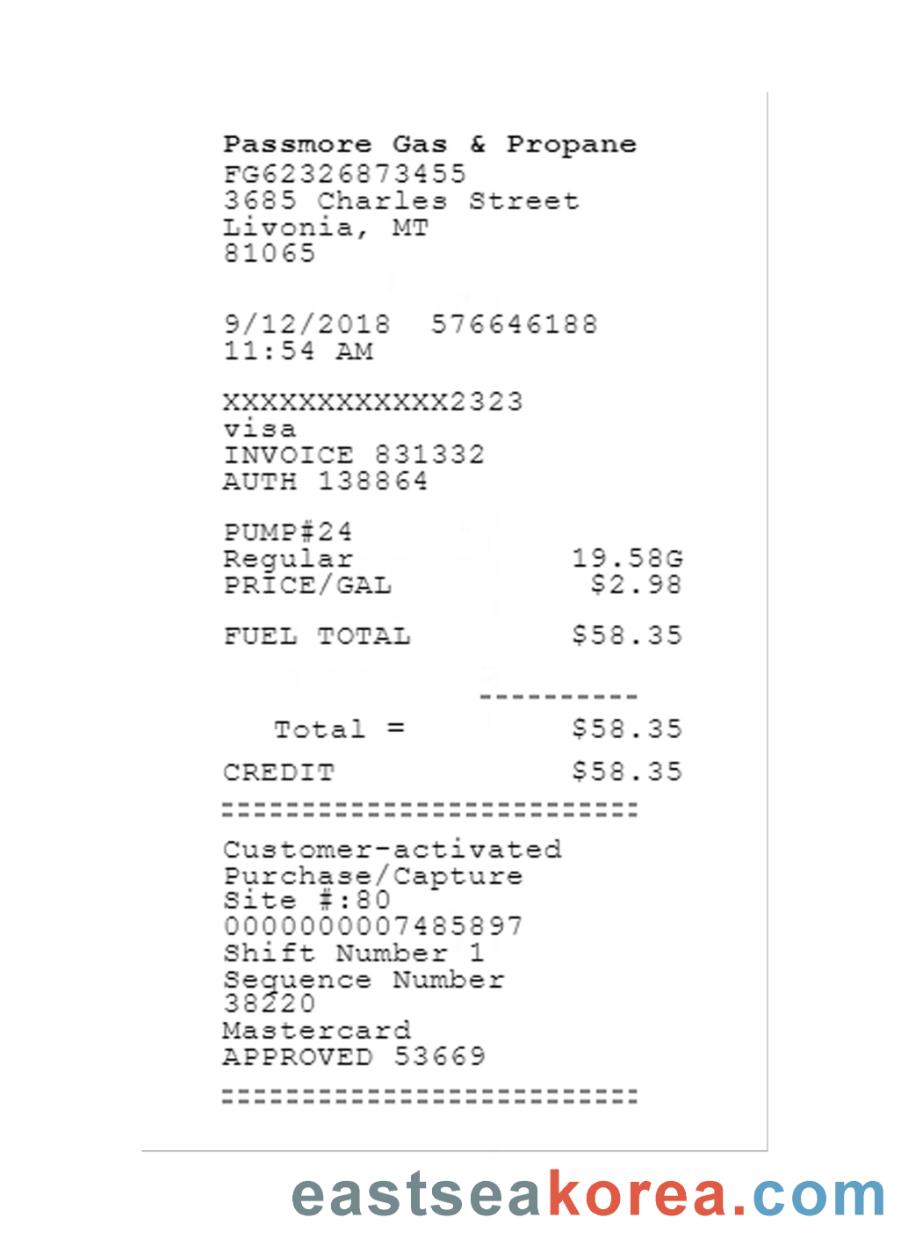 Passmore Gas & Propane
FG62326873455
3685 Charles Street
Livonia, MT
81065
9/12/2018 576646188
11:54 AM
XXXXXXXXXXXX2323
visa
INVOICE 831332
AUTH 138864
PUMP#24
Regular 19.58G
PRICE/GAL $2.98
FUEL TOTAL $58.35
----------
Total = $58.35
CREDIT $58.35
==========================
Customer-activated
Purchase/Capture
Site #:80
0000000007485897
Shift Number 1
Sequence Number
38220
Mastercard
APPROVED 53669
==========================
eastseakorea.com